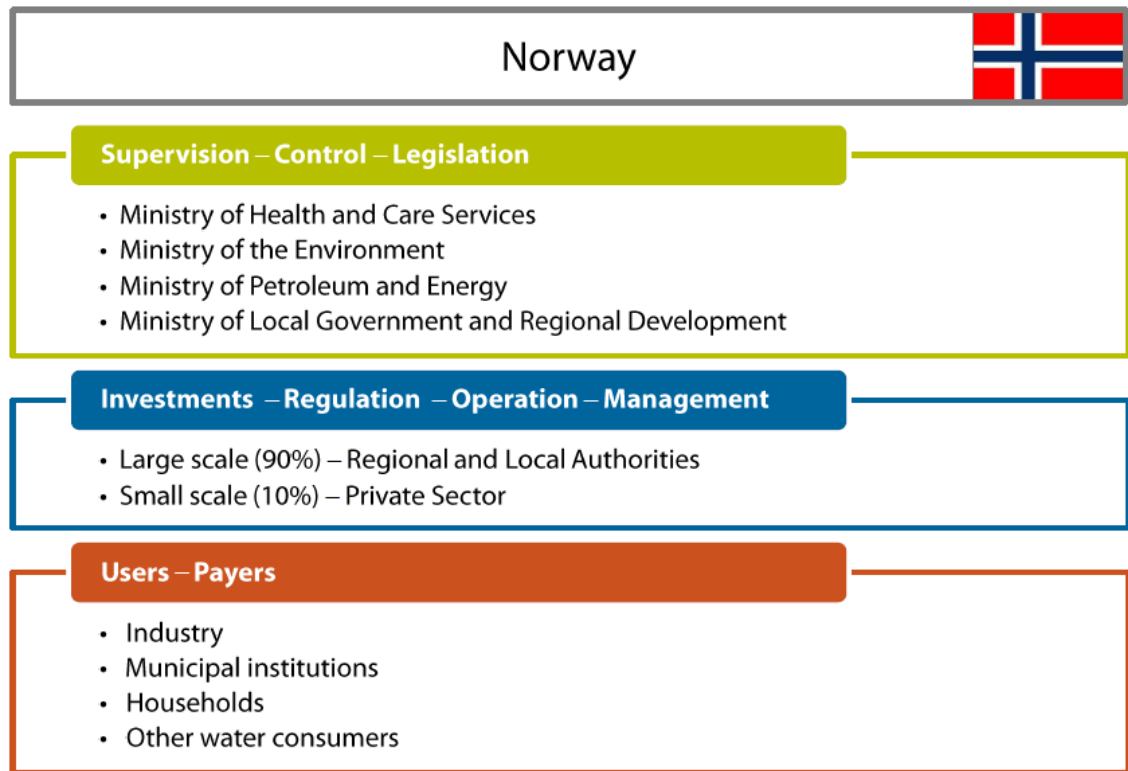 Norway
Supervision – Control – Legislation
• Ministry of Health and Care Services
• Ministry of the Environment
• Ministry of Petroleum and Energy
• Ministry of Local Government and Regional Development
Investments – Regulation – Operation – Management
• Large scale (90%) – Regional and Local Authorities
• Small scale (10%) – Private Sector
Users – Payers
• Industry
• Municipal institutions
• Households
• Other water consumers